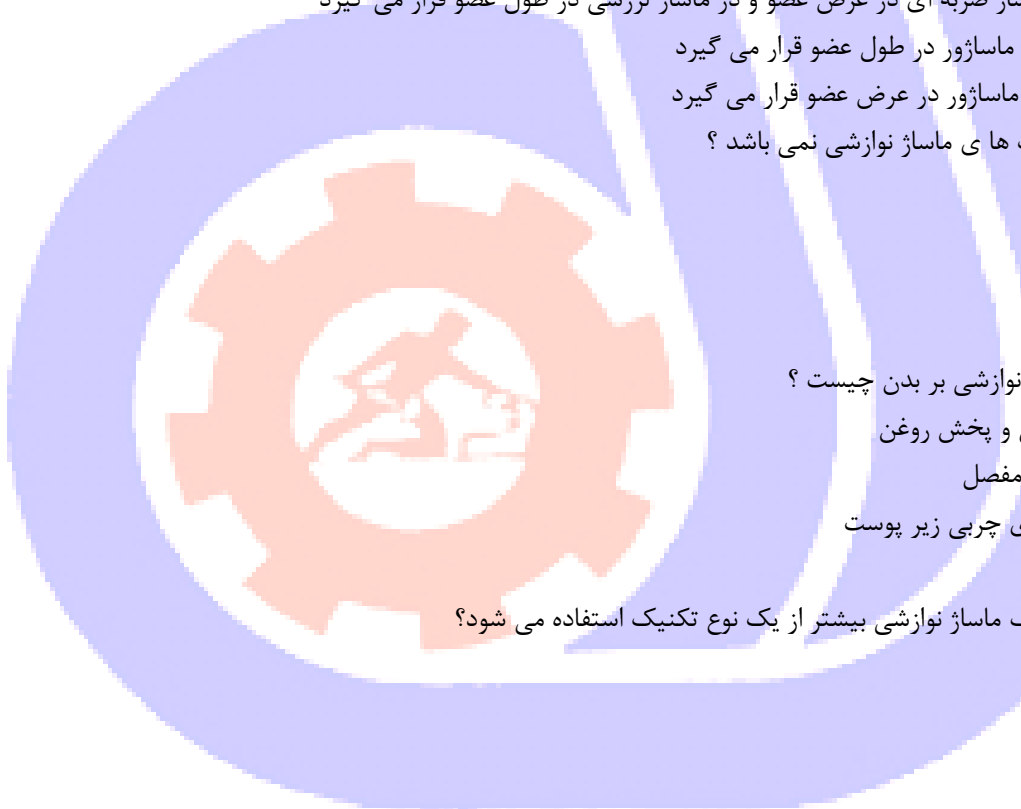 ضربه ای در عرض عضو و در ماساژ لرزشی در طول عضو قرار می گیرد
ماساژور در طول عضو قرار می گیرد
ماساژور در عرض عضو قرار می گیرد
ها ی ماساژ نوازشی نمی باشد ؟
نوازشی بر بدن چیست ؟
و پخش روغن
مفصل
چربی زیر پوست
ماساژ نوازشی بیشتر از یک نوع تکنیک استفاده می شود؟